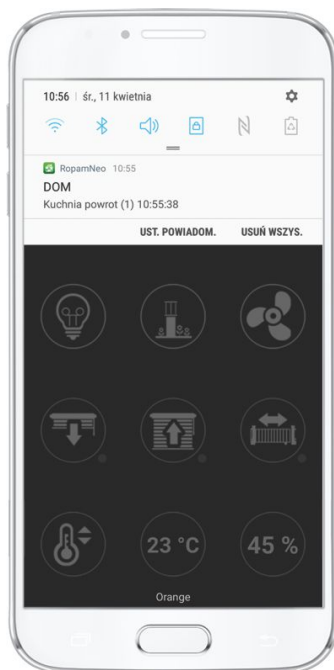 10:56 | śr., 11 kwietnia
RopamNeo 10:55
DOM
Kuchnia powrot (1) 10:55:38
UST. POWIADOM. USUŃ WSZYS.
23 °C 45 %
Orange